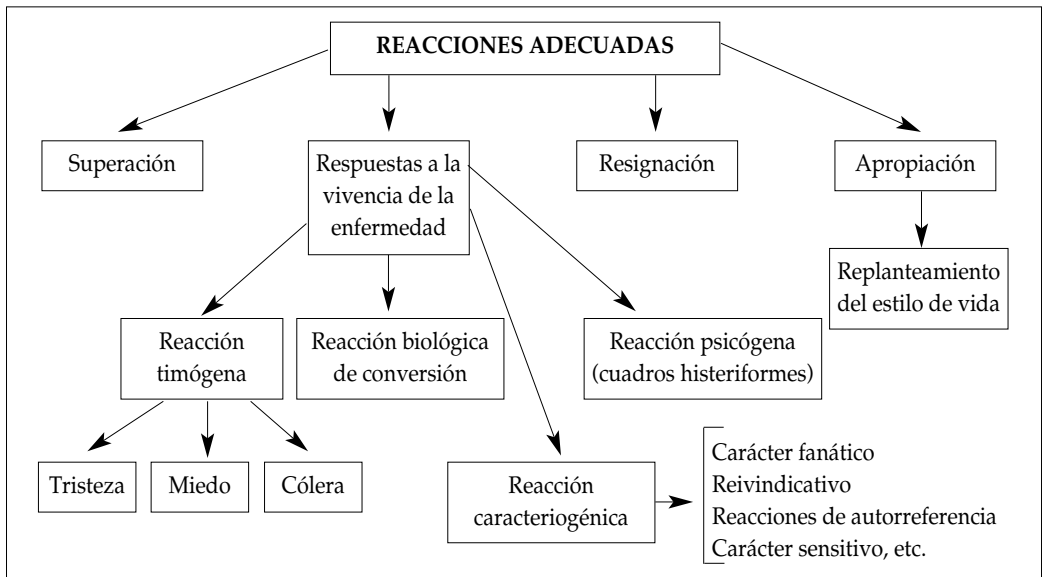 REACCIONES ADECUADAS
Superación
Respuestas a la
vivencia de la
enfermedad
Resignación
Apropiación
Replanteamiento
del estilo de vida
Reacción
timógena
Reacción biológica
de conversión
Reacción psicógena
(cuadros histeriformes)
Tristeza
Miedo
Cólera
Reacción
caracteriogénica
Carácter fanático
Reivindicativo
Reacciones de autorreferencia
Carácter sensitivo, etc.